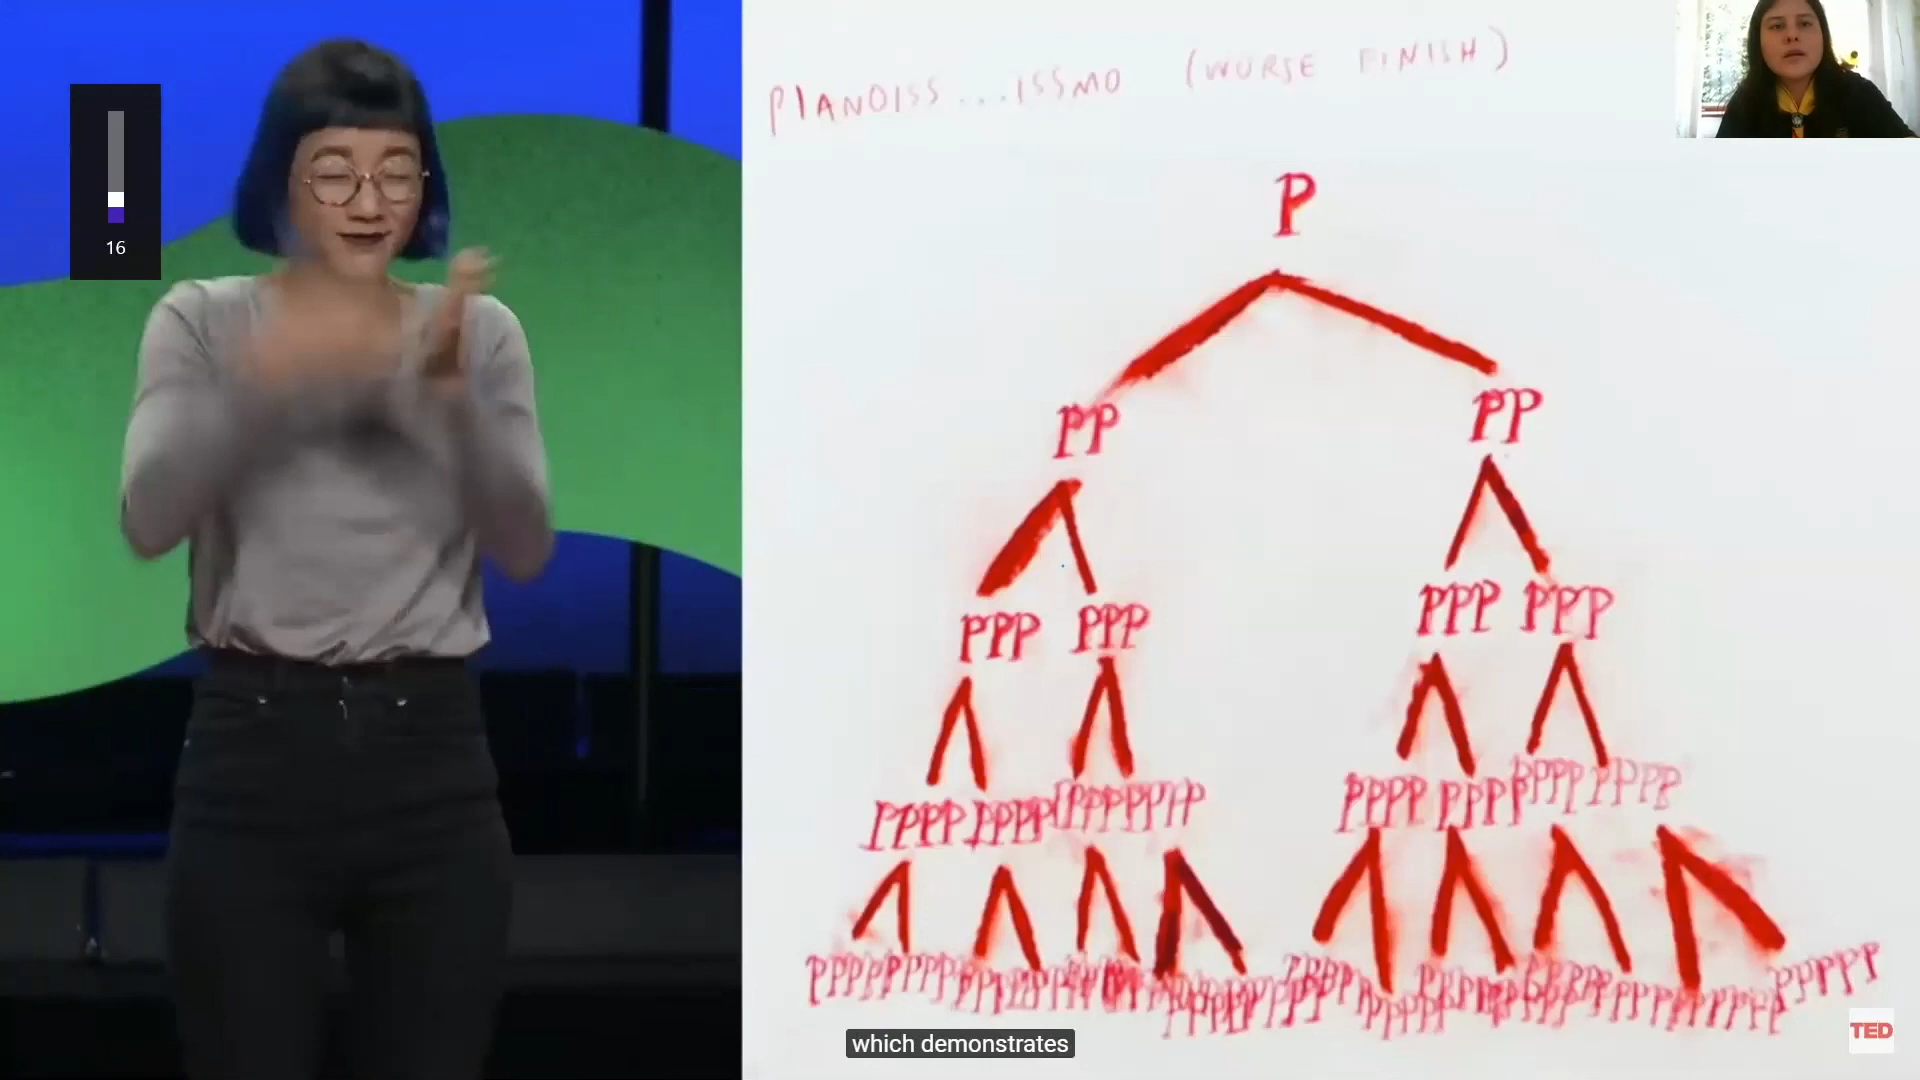 PIANOISS...ISSMO (WORSE FINISH)
P
PP PP
PPP PPP PPP PPP
PPPP PPPP PPPP PPPP PPPP PPPP
16
which demonstrates
TED